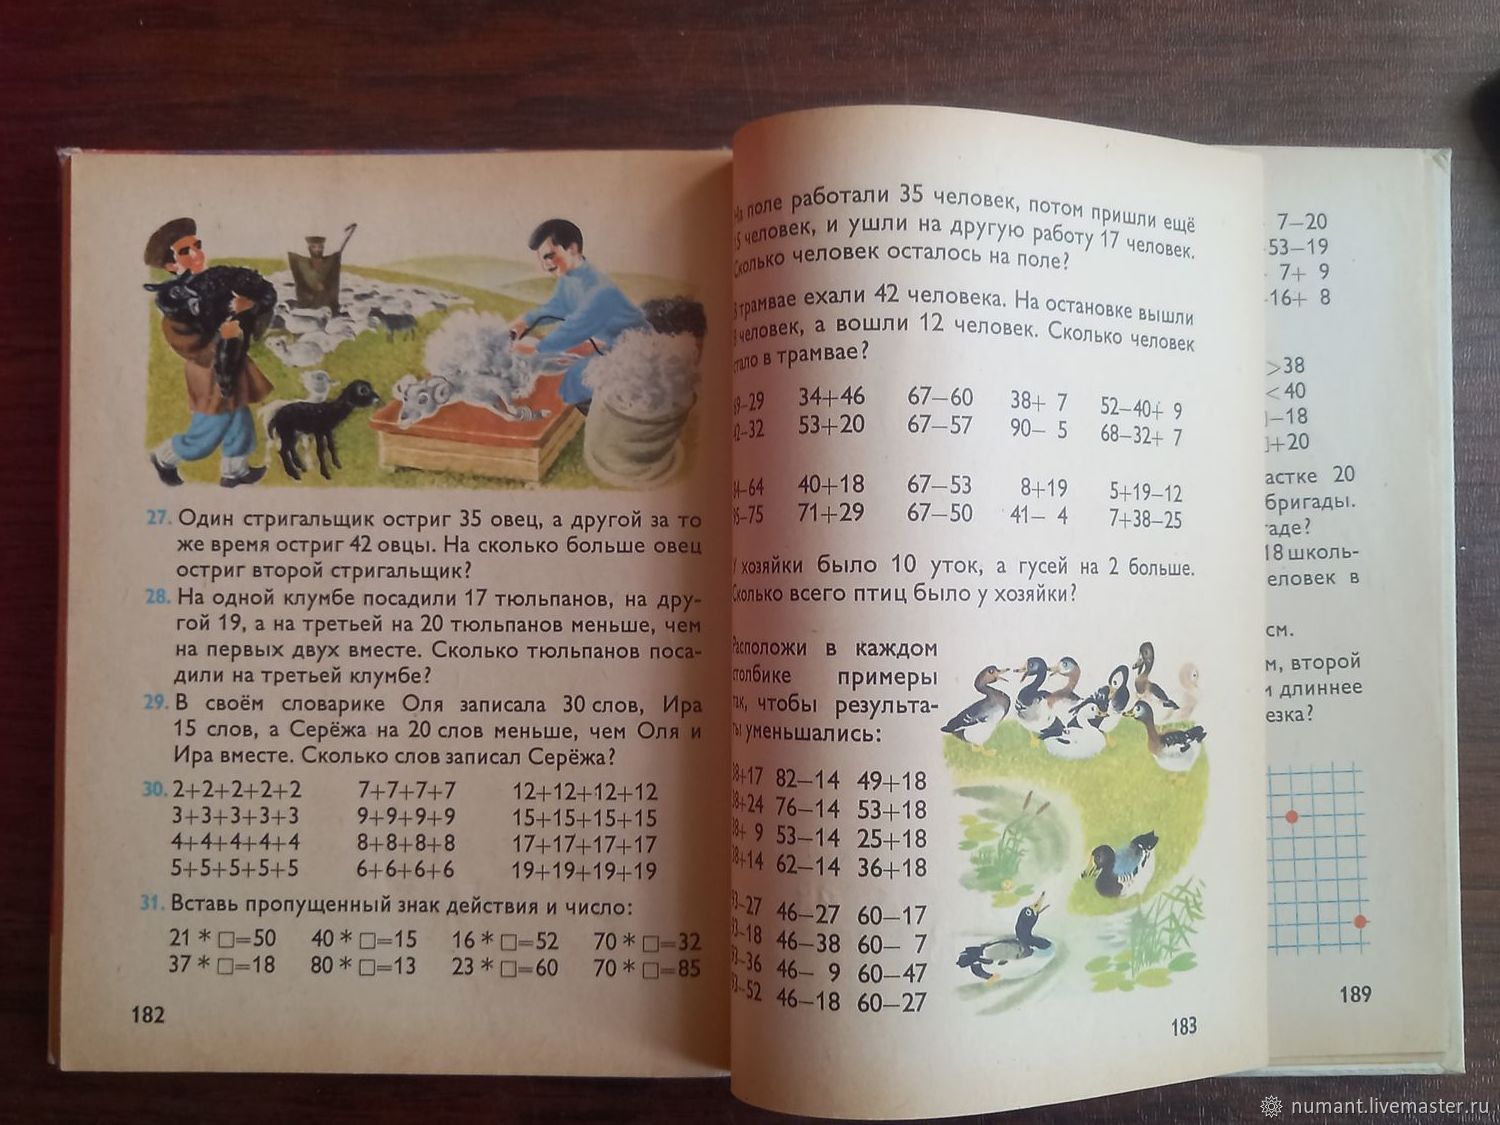 27. Один стригальщик остриг 35 овец, а другой за то
же время остриг 42 овцы. На сколько больше овец
остриг второй стригальщик?
28. На одной клумбе посадили 17 тюльпанов, на дру-
гой 19, а на третьей на 20 тюльпанов меньше, чем
на первых двух вместе. Сколько тюльпанов поса-
дили на третьей клумбе?
29. В своём словарике Оля записала 30 слов, Ира
15 слов, а Серёжа на 20 слов меньше, чем Оля и
Ира вместе. Сколько слов записал Серёжа?
30. 2+2+2+2+2 7+7+7+7 12+12+12+12
3+3+3+3+3 9+9+9+9 15+15+15+15
4+4+4+4+4 8+8+8+8 17+17+17+17
5+5+5+5+5 6+6+6+6 19+19+19+19
31. Вставь пропущенный знак действия и число:
21 * □=50 40 * □=15 16 * □=52 70 * □=32
37 * □=18 80 * □=13 23 * □=60 70 * □=85
182
поле работали 35 человек, потом пришли ещё
человек, и ушли на другую работу 17 человек.
Сколько человек осталось на поле?
трамвае ехали 42 человека. На остановке вышли
человек, а вошли 12 человек. Сколько человек
в трамвае?
–29 34+46 67–60 38+ 7 52–40+ 9
–32 53+20 67–57 90– 5 68–32+ 7
–64 40+18 67–53 8+19 5+19–12
–75 71+29 67–50 41– 4 7+38–25
У хозяйки было 10 уток, а гусей на 2 больше.
Сколько всего птиц было у хозяйки?
Расположи в каждом
столбике примеры
так, чтобы результа-
ты уменьшались:
+17 82–14 49+18
+24 76–14 53+18
+ 9 53–14 25+18
+14 62–14 36+18
–27 46–27 60–17
–18 46–38 60– 7
–36 46– 9 60–47
–52 46–18 60–27
183
7–20
53–19
7+ 9
16+ 8
>38
< 40
–18
+20
20
бригады.
18 школь-
человек в
см.
м, второй
длиннее
189
numant.livemaster.ru